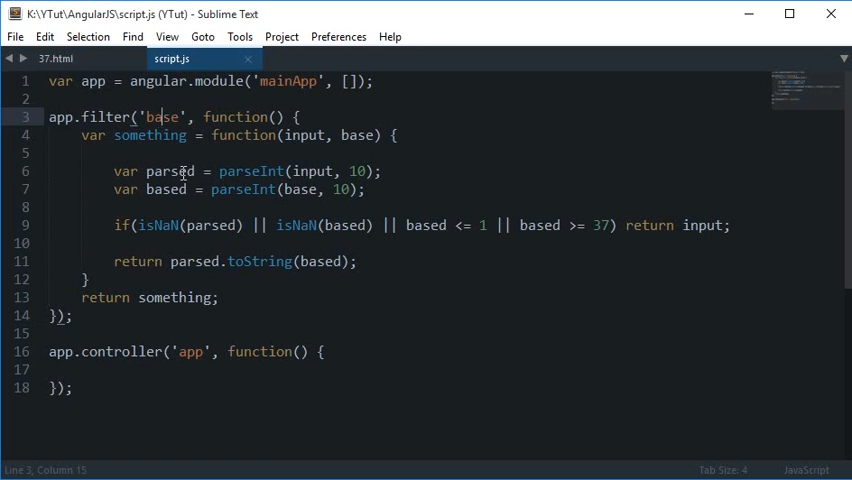 K:\YTut\AngularJS\script.js (YTut) - Sublime Text
File Edit Selection Find View Goto Tools Project Preferences Help
37.html script.js
1 var app = angular.module('mainApp', []);
2
3 app.filter('base', function() {
4 var something = function(input, base) {
5
6 var parsed = parseInt(input, 10);
7 var based = parseInt(base, 10);
8
9 if(isNaN(parsed) || isNaN(based) || based <= 1 || based >= 37) return input;
10
11 return parsed.toString(based);
12 }
13 return something;
14 });
15
16 app.controller('app', function() {
17
18 });
Line 3, Column 15 Tab Size: 4 JavaScript